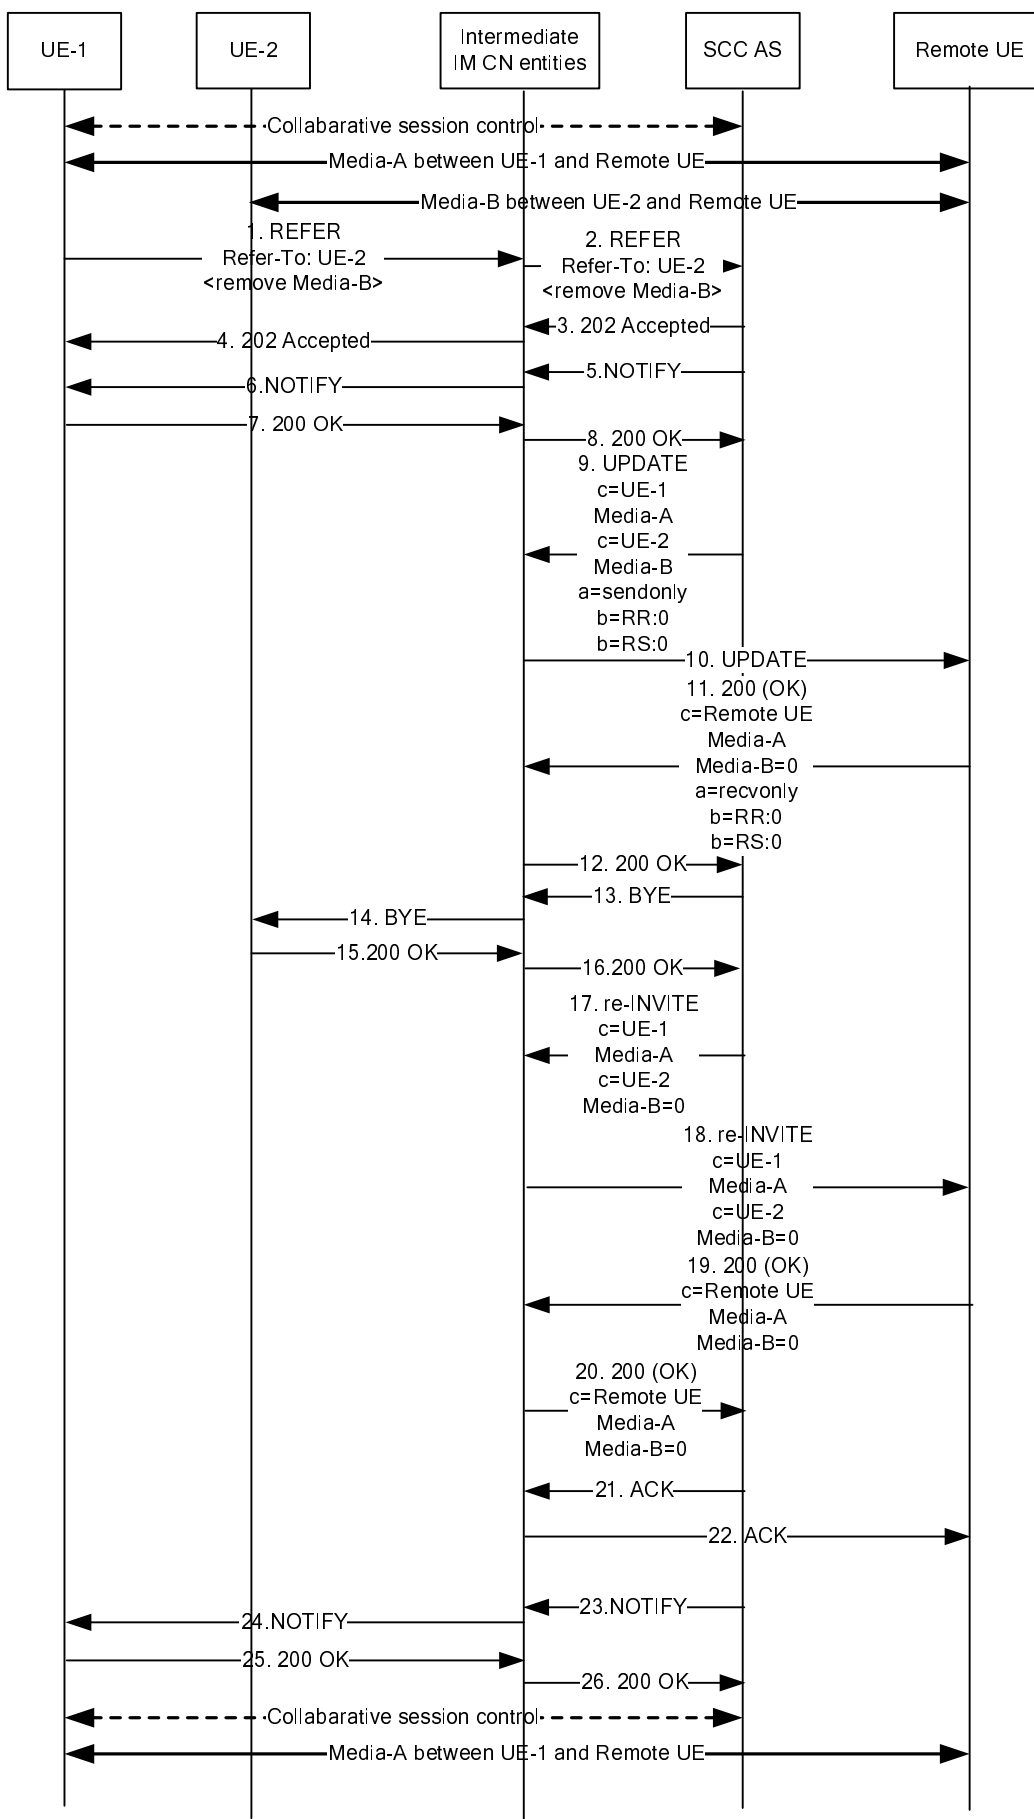 UE-1
UE-2
Intermediate
IM CN entities
SCC AS
Remote UE
Collabarative session control
Media-A between UE-1 and Remote UE
Media-B between UE-2 and Remote UE
1. REFER
Refer-To: UE-2
<remove Media-B>
2. REFER
Refer-To: UE-2
<remove Media-B>
3. 202 Accepted
4. 202 Accepted
5.NOTIFY
6.NOTIFY
7. 200 OK
8. 200 OK
9. UPDATE
c=UE-1
Media-A
c=UE-2
Media-B
a=sendonly
b=RR:0
b=RS:0
10. UPDATE
11. 200 (OK)
c=Remote UE
Media-A
Media-B=0
a=recvonly
b=RR:0
b=RS:0
12. 200 OK
13. BYE
14. BYE
15.200 OK
16.200 OK
17. re-INVITE
c=UE-1
Media-A
c=UE-2
Media-B=0
18. re-INVITE
c=UE-1
Media-A
c=UE-2
Media-B=0
19. 200 (OK)
c=Remote UE
Media-A
Media-B=0
20. 200 (OK)
c=Remote UE
Media-A
Media-B=0
21. ACK
22. ACK
23.NOTIFY
24.NOTIFY
25. 200 OK
26. 200 OK
Collabarative session control
Media-A between UE-1 and Remote UE